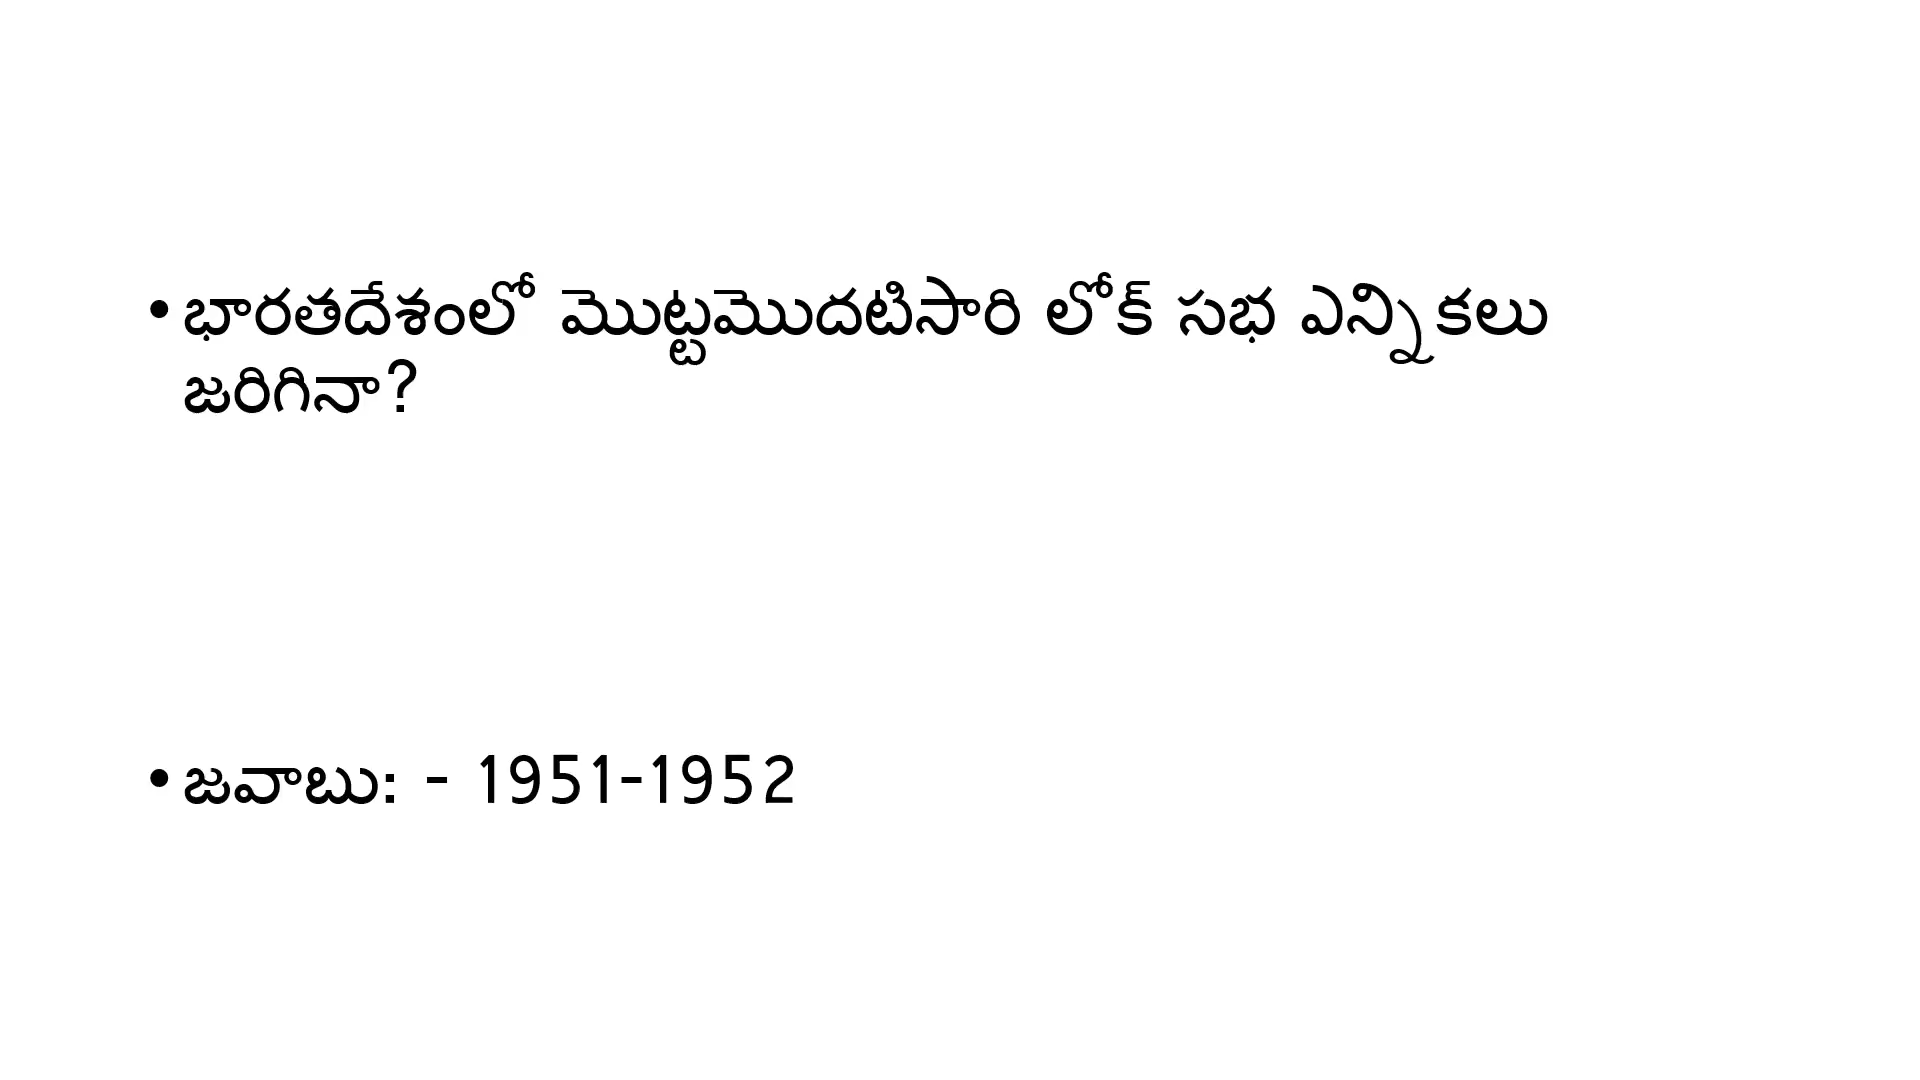 • భారతదేశంలో మొట్టమొదటిసారి లోక్ సభ ఎన్నికలు
జరిగినా?
• జవాబు: - 1951-1952